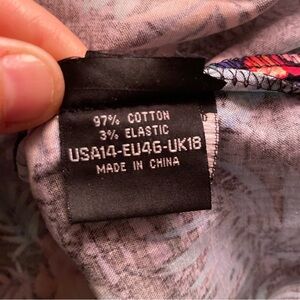 97% COTTON
3% ELASTIC
USA14-EU46-UK18
MADE IN CHINA